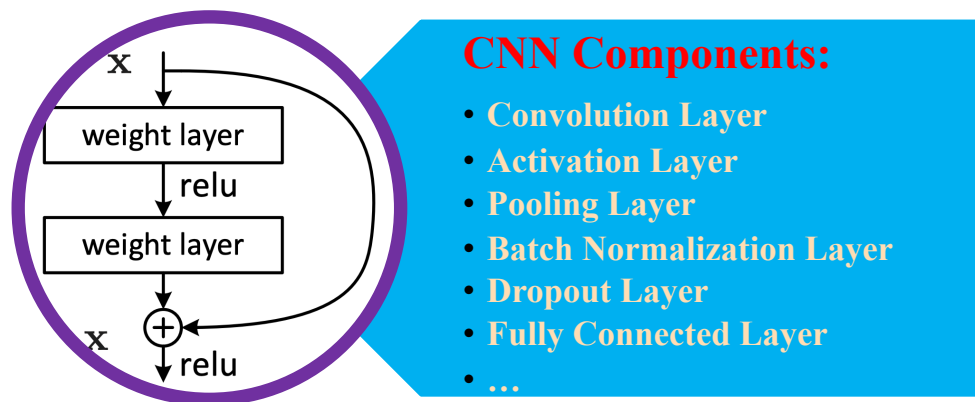 x
weight layer
relu
weight layer
x
+
relu
CNN Components:
• Convolution Layer
• Activation Layer
• Pooling Layer
• Batch Normalization Layer
• Dropout Layer
• Fully Connected Layer
• …